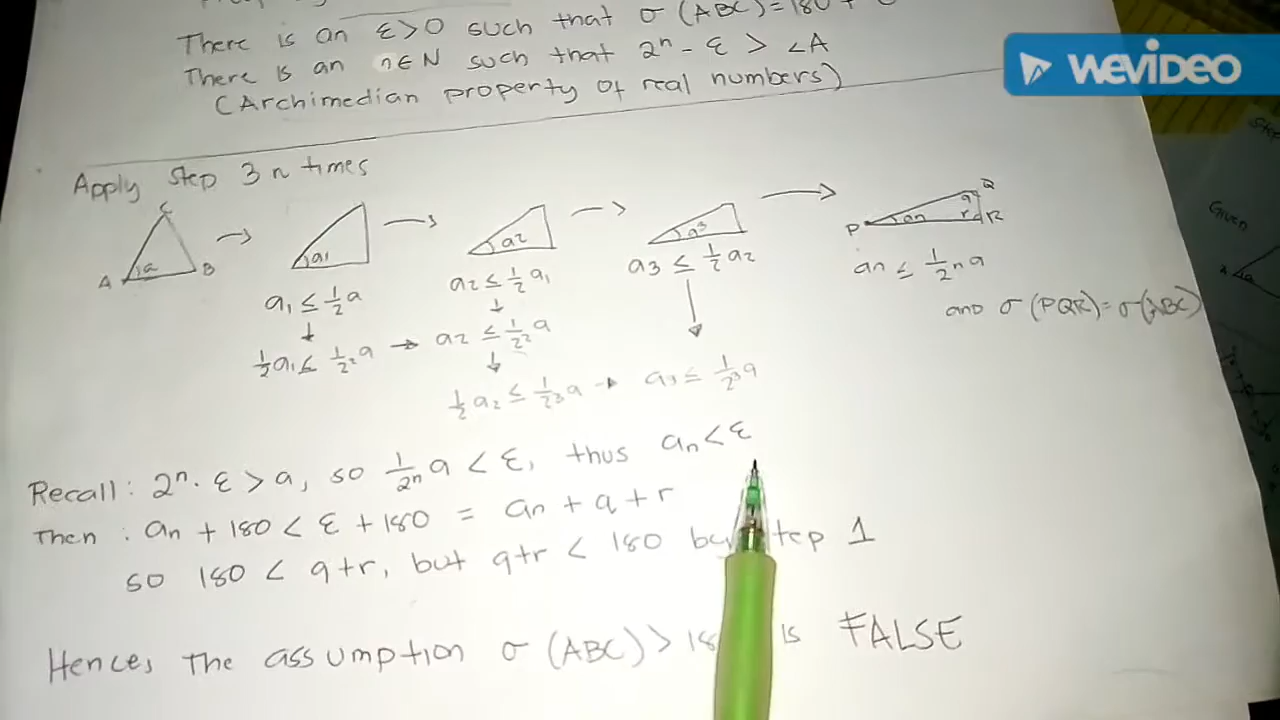 There is an ε>0 such that σ (ABC)=180+
There is an n∈N such that 2ⁿ - ε > ∠A
(Archimedian property of real numbers)
WEVIDEO
Apply Step 3 n times
C
A a B
a1
a2
a3
P an q r Q R
a₁ ≤ 1/2 a
a₂ ≤ 1/2 a₁
a₃ ≤ 1/2 a₂
an ≤ 1/2ⁿ a
and σ (PQR)=σ(ABC)
1/2 a₁ ≤ 1/2² a → a₂ ≤ 1/2² a
1/2 a₂ ≤ 1/2³ a → a₃ ≤ 1/2³ a
Recall: 2ⁿ · ε > a, so 1/2ⁿ a < ε, thus aₙ < ε
Then : an + 180 < ε + 180 = an + q + r
so 180 < q+r, but q+r < 180 by step 1
Hence, the assumption σ (ABC) > 18 is FALSE
Given